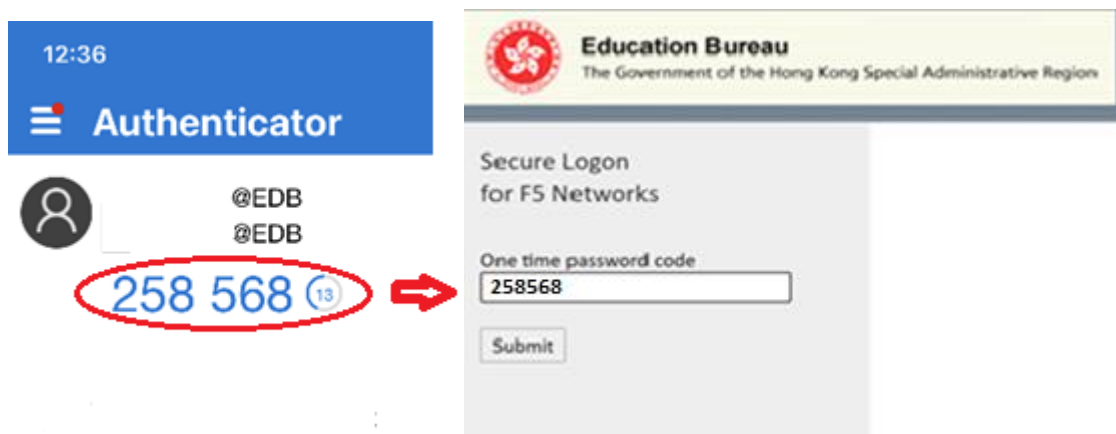 12:36
Authenticator
@EDB
@EDB
258 568 13
Education Bureau
The Government of the Hong Kong Special Administrative Region
Secure Logon
for F5 Networks
One time password code
258568
Submit